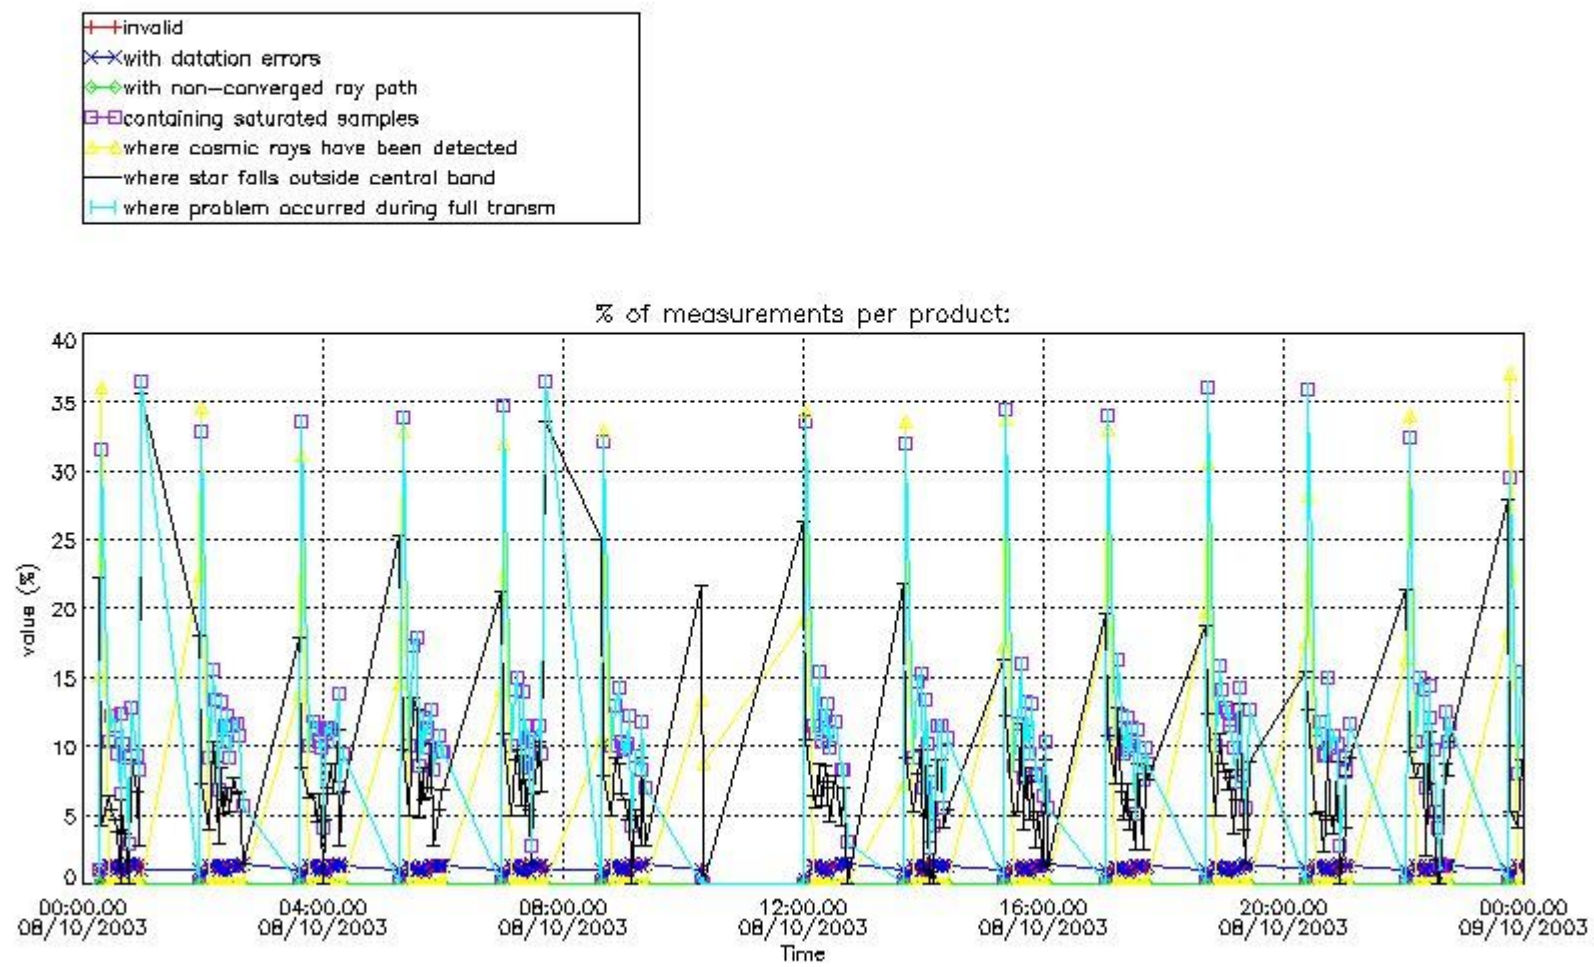 invalid
with datation errors
with non-converged ray path
containing saturated samples
where cosmic rays have been detected
where star falls outside central band
where problem occurred during full transm
% of measurements per product:
40
35
30
25
20
15
10
5
0
value (%)
00:00:00 04:00:00 08:00:00 12:00:00 16:00:00 20:00:00 00:00:00
08/10/2003 08/10/2003 08/10/2003 08/10/2003 08/10/2003 08/10/2003 09/10/2003
Time